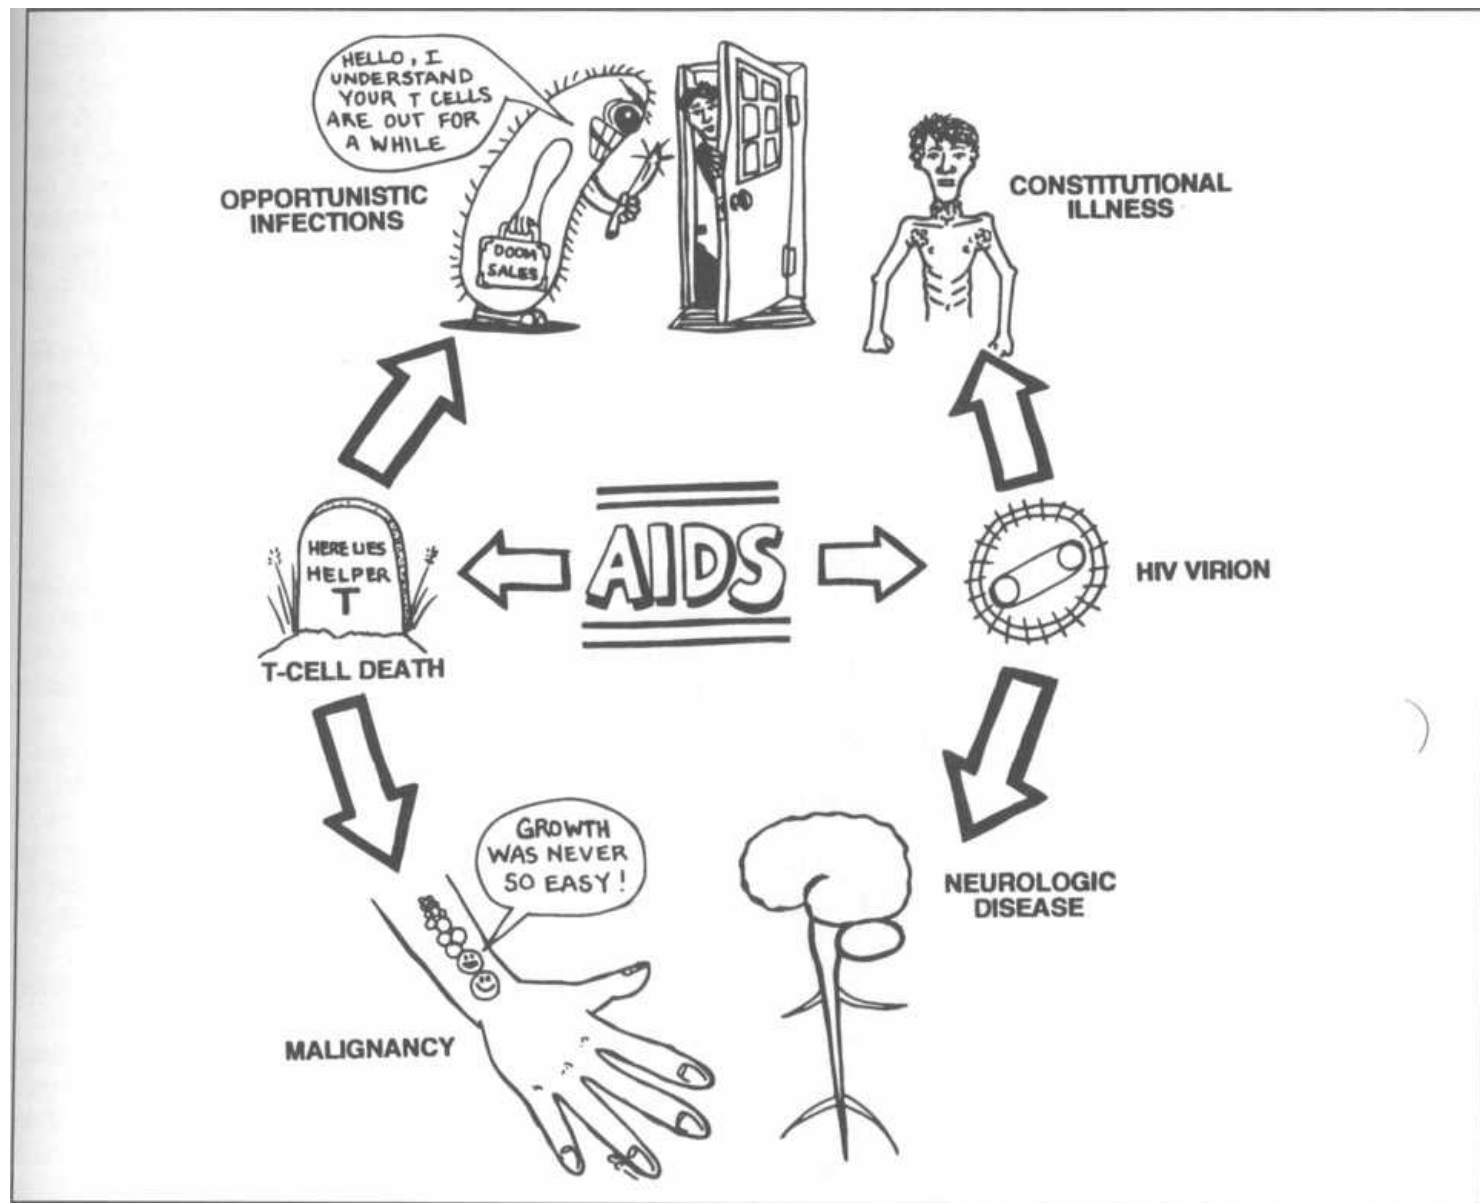 HELLO, I
UNDERSTAND
YOUR T CELLS
ARE OUT FOR
A WHILE
OPPORTUNISTIC
INFECTIONS
DOOM
SALES
CONSTITUTIONAL
ILLNESS
HERE LIES
HELPER
T
T-CELL DEATH
AIDS
HIV VIRION
GROWTH
WAS NEVER
SO EASY!
MALIGNANCY
NEUROLOGIC
DISEASE